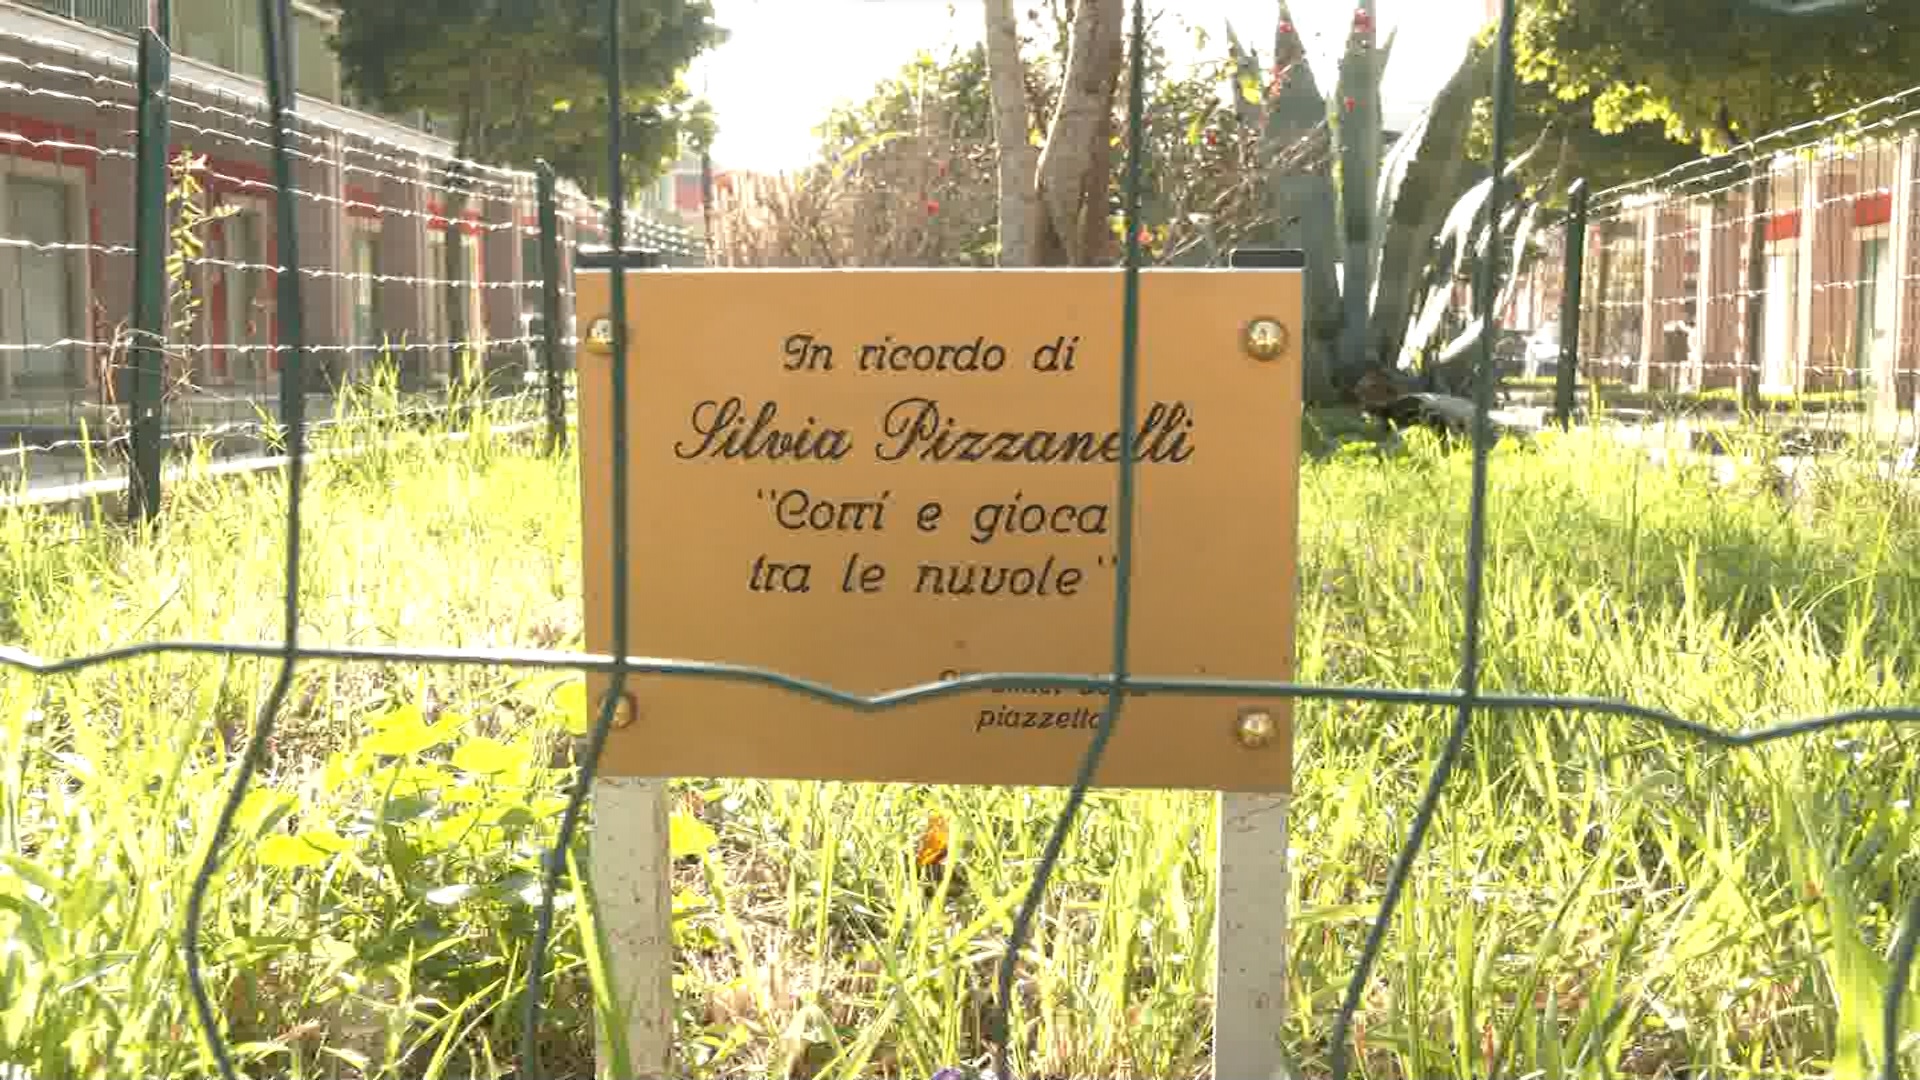 In ricordo di
Silvia Pizzanelli
"Corri e gioca
tra le nuvole"
piazzetta